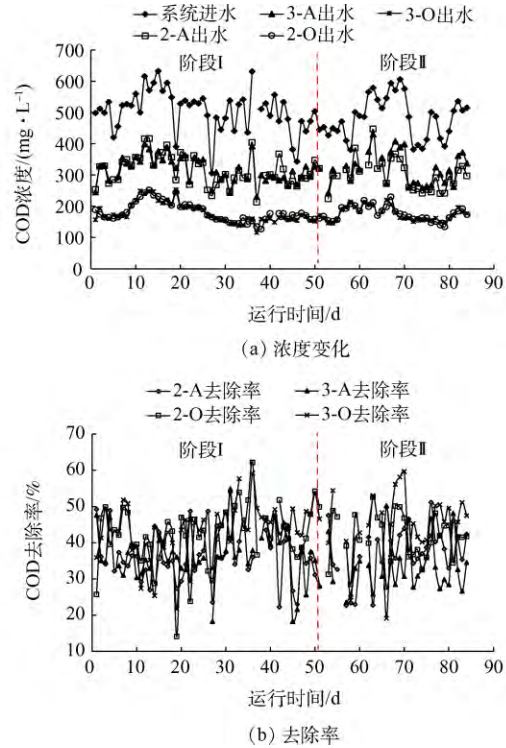 系统进水 3-A出水 3-O出水
2-A出水 2-O出水
700
600
500
400
300
200
100
0
COD浓度/(mg·L⁻¹)
阶段Ⅰ 阶段Ⅱ
0 10 20 30 40 50 60 70 80 90
运行时间/d
(a) 浓度变化
2-A去除率 3-A去除率
2-O去除率 3-O去除率
70
60
50
40
30
20
10
COD去除率/%
阶段Ⅰ 阶段Ⅱ
0 10 20 30 40 50 60 70 80 90
运行时间/d
(b) 去除率